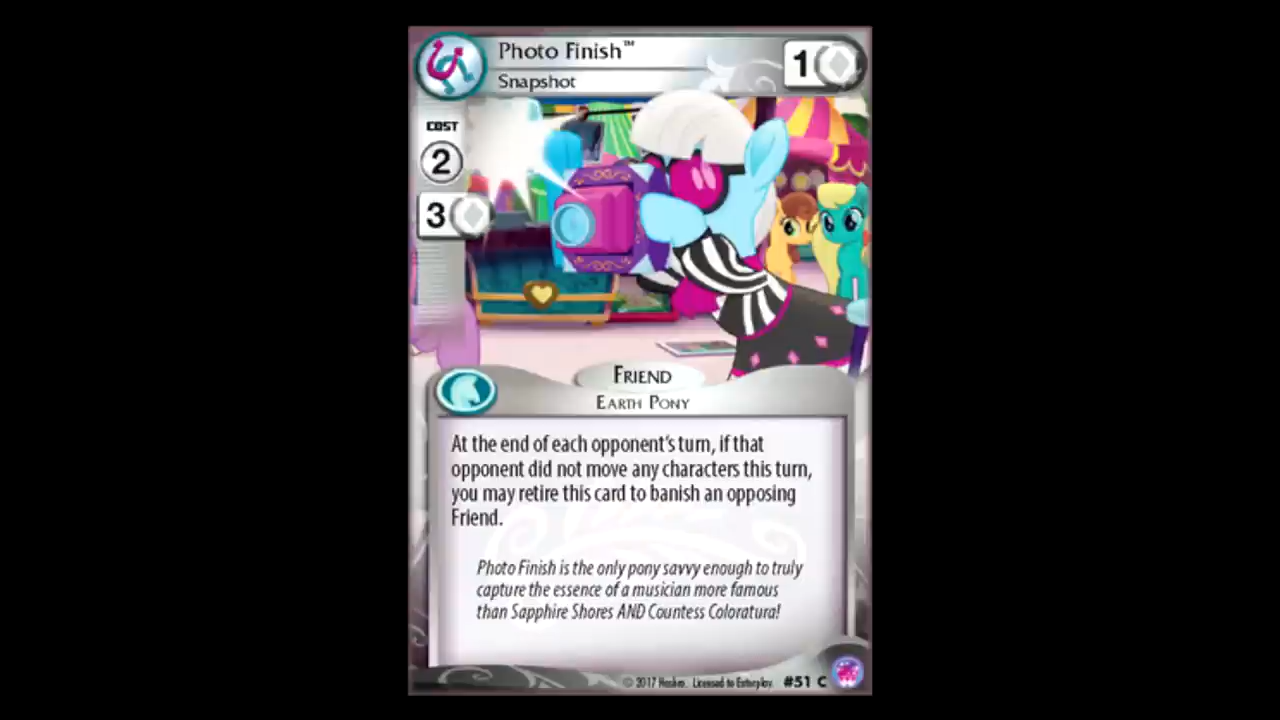 Photo Finish™
Snapshot
1
COST
2
3
FRIEND
EARTH PONY
At the end of each opponent's turn, if that
opponent did not move any characters this turn,
you may retire this card to banish an opposing
Friend.
Photo Finish is the only pony savvy enough to truly
capture the essence of a musician more famous
than Sapphire Shores AND Countess Coloratura!
© 2017 Hasbro. Licensed to Enterplay. #51 C